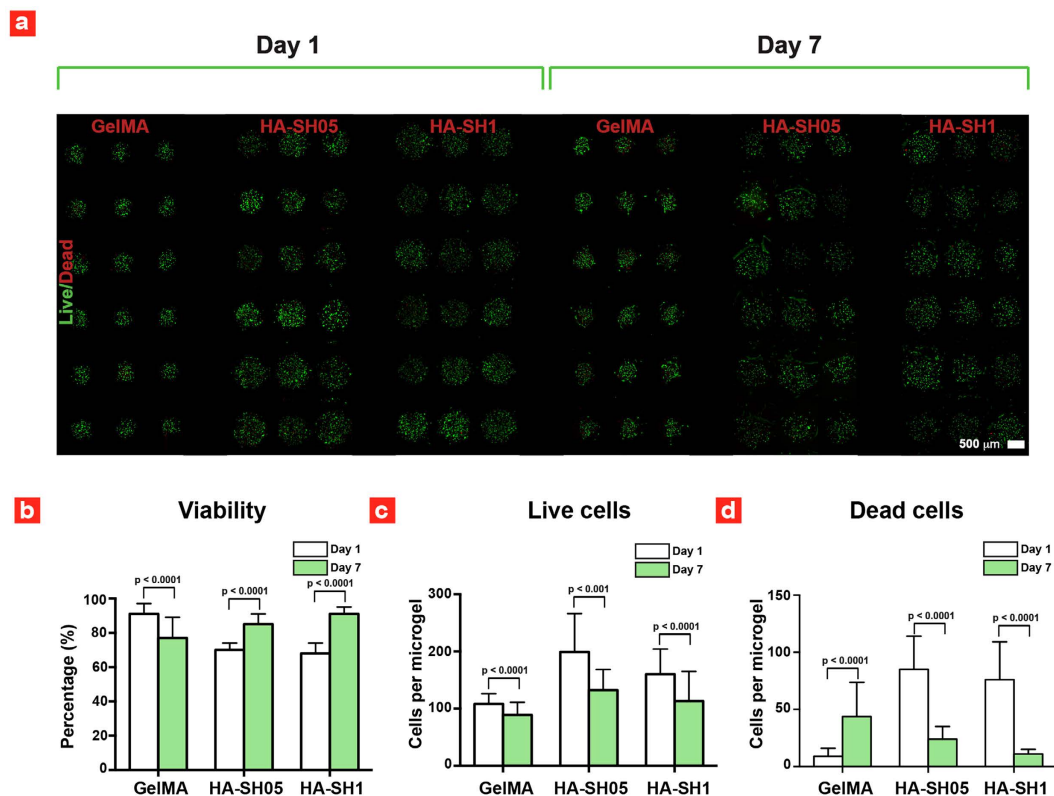 a
Day 1
Day 7
GelMA
HA-SH05
HA-SH1
GelMA
HA-SH05
HA-SH1
Live/Dead
500 μm
b
Viability
Day 1
Day 7
p < 0.0001
p < 0.0001
p < 0.0001
Percentage (%)
100
80
60
40
20
0
GelMA
HA-SH05
HA-SH1
c
Live cells
Day 1
Day 7
p < 0.0001
p < 0.001
p < 0.0001
Cells per microgel
300
200
100
0
GelMA
HA-SH05
HA-SH1
d
Dead cells
Day 1
Day 7
p < 0.0001
p < 0.0001
p < 0.0001
Cells per microgel
150
100
50
0
GelMA
HA-SH05
HA-SH1